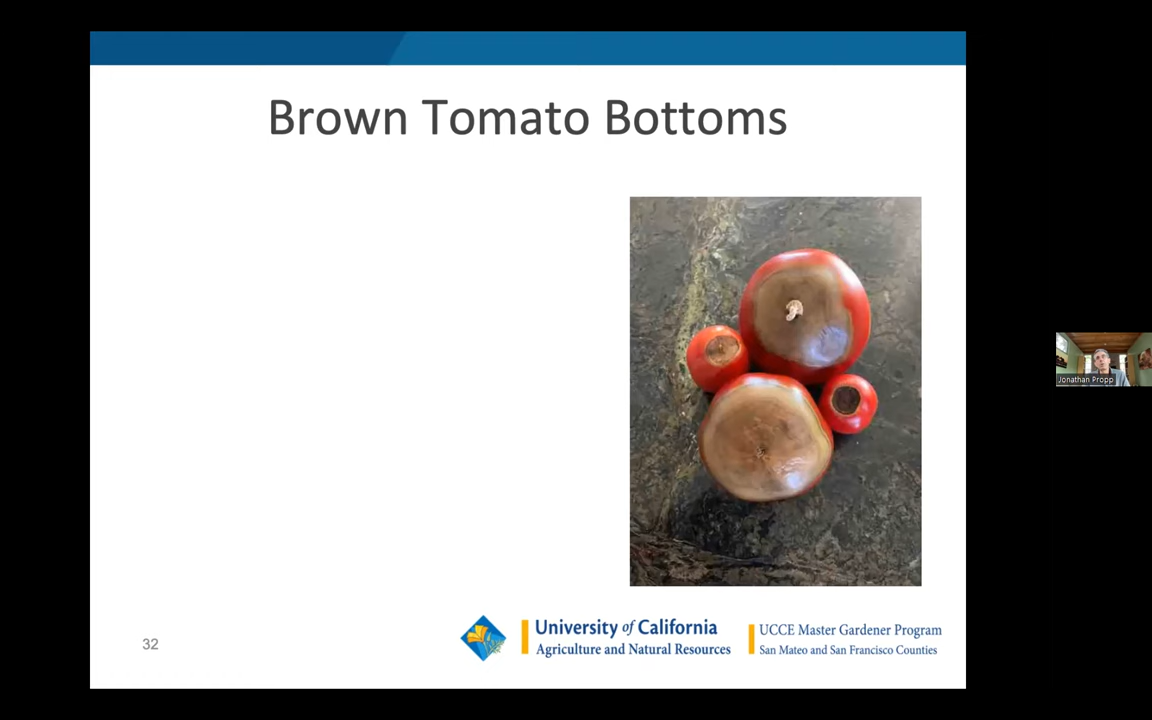 Brown Tomato Bottoms
Jonathan Propp
32
University of California
Agriculture and Natural Resources
UCCE Master Gardener Program
San Mateo and San Francisco Counties